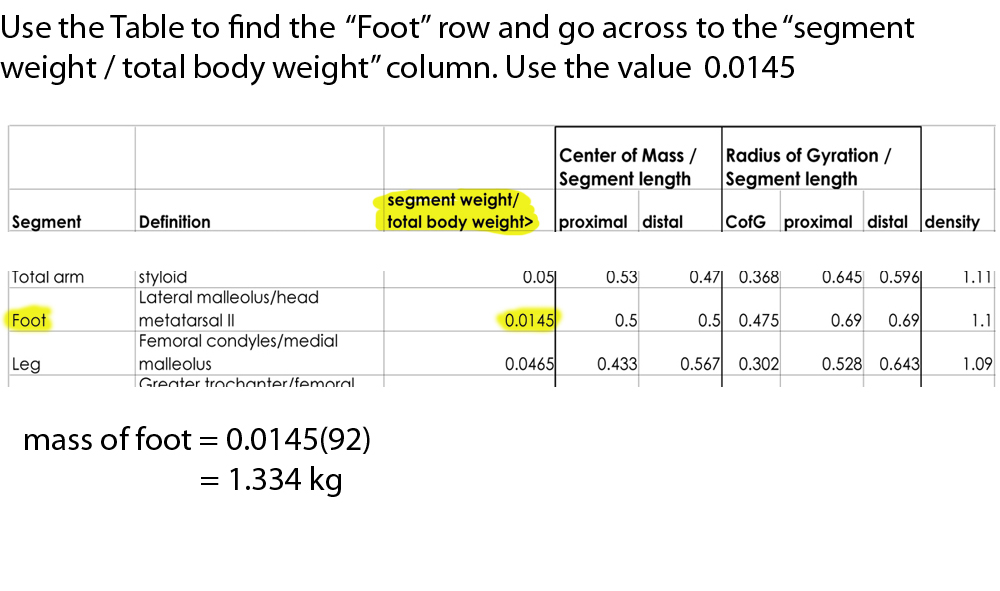 Use the Table to find the “Foot” row and go across to the “segment
weight / total body weight” column. Use the value 0.0145
Center of Mass / Radius of Gyration /
Segment length Segment length
segment weight/
Segment Definition total body weight> proximal distal CofG proximal distal density
Total arm styloid 0.05 0.53 0.47 0.368 0.645 0.596 1.11
Lateral malleolus/head
Foot metatarsal II 0.0145 0.5 0.5 0.475 0.69 0.69 1.1
Femoral condyles/medial
Leg malleolus 0.0465 0.433 0.567 0.302 0.528 0.643 1.09
Greater trochanter/femoral
mass of foot = 0.0145(92)
= 1.334 kg